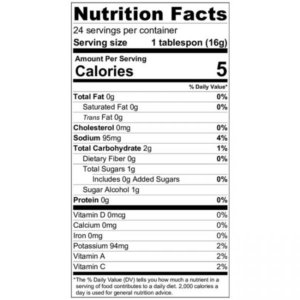 Nutrition Facts
24 servings per container
Serving size 1 tablespon (16g)
Amount Per Serving
Calories 5
% Daily Value*
Total Fat 0g 0%
Saturated Fat 0g 0%
Trans Fat 0g
Cholesterol 0mg 0%
Sodium 95mg 4%
Total Carbohydrate 2g 1%
Dietary Fiber 0g 0%
Total Sugars 1g
Includes 0g Added Sugars 0%
Sugar Alcohol 1g
Protein 0g 0%
Vitamin D 0mcg 0%
Calcium 0mg 0%
Iron 0mg 0%
Potassium 94mg 2%
Vitamin A 2%
Vitamin C 2%
*The % Daily Value (DV) tells you how much a nutrient in a
serving of food contributes to a daily diet. 2,000 calories a
day is used for general nutrition advice.